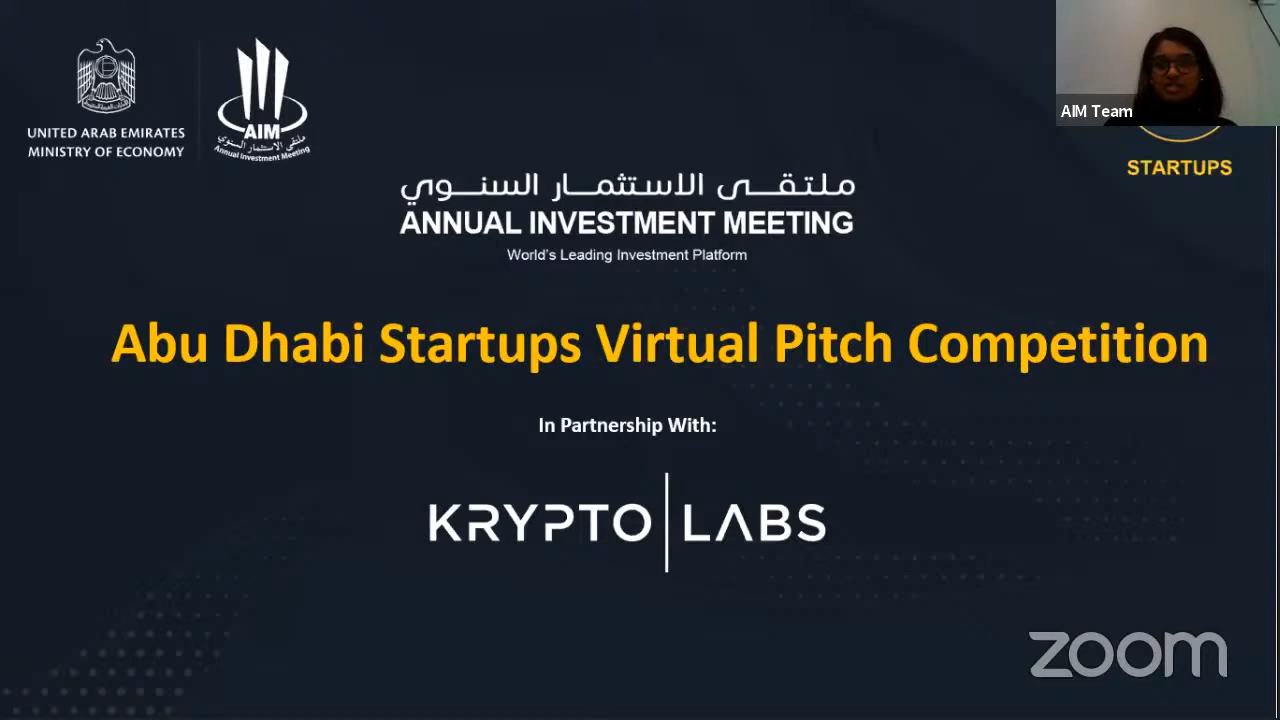 UNITED ARAB EMIRATES
MINISTRY OF ECONOMY
AIM
ملتقى الاستثمار السنوي
Annual Investment Meeting
AIM Team
STARTUPS
ملتقى الاستثمار السنوي
ANNUAL INVESTMENT MEETING
World's Leading Investment Platform
Abu Dhabi Startups Virtual Pitch Competition
In Partnership With:
KRYPTO LABS
zoom